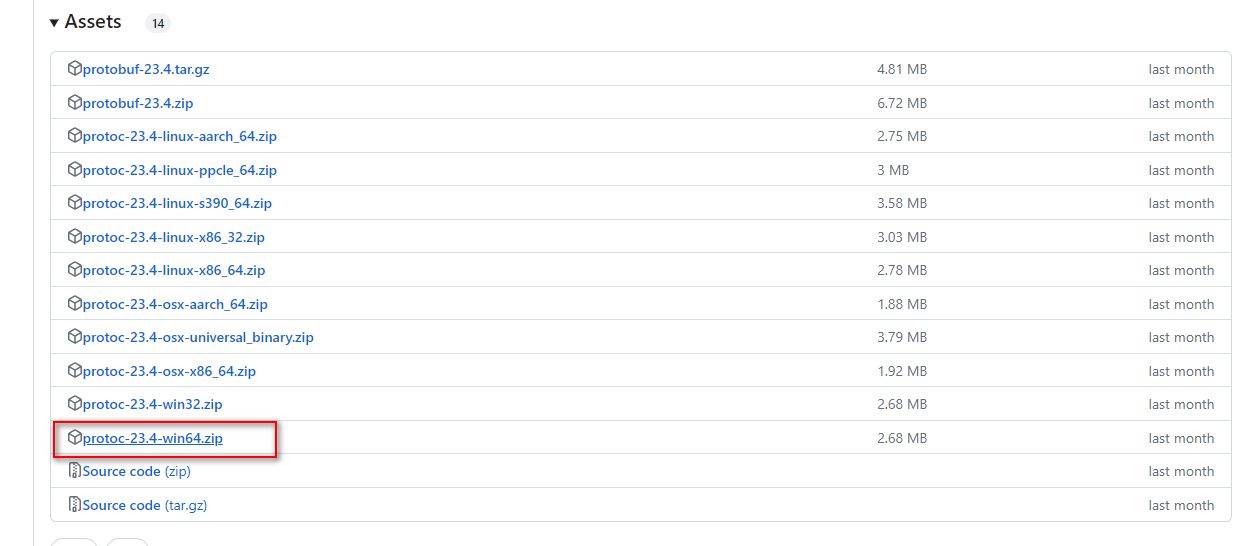 Assets 14
protobuf-23.4.tar.gz 4.81 MB last month
protobuf-23.4.zip 6.72 MB last month
protoc-23.4-linux-aarch_64.zip 2.75 MB last month
protoc-23.4-linux-ppcle_64.zip 3 MB last month
protoc-23.4-linux-s390_64.zip 3.58 MB last month
protoc-23.4-linux-x86_32.zip 3.03 MB last month
protoc-23.4-linux-x86_64.zip 2.78 MB last month
protoc-23.4-osx-aarch_64.zip 1.88 MB last month
protoc-23.4-osx-universal_binary.zip 3.79 MB last month
protoc-23.4-osx-x86_64.zip 1.92 MB last month
protoc-23.4-win32.zip 2.68 MB last month
protoc-23.4-win64.zip 2.68 MB last month
Source code (zip) last month
Source code (tar.gz) last month